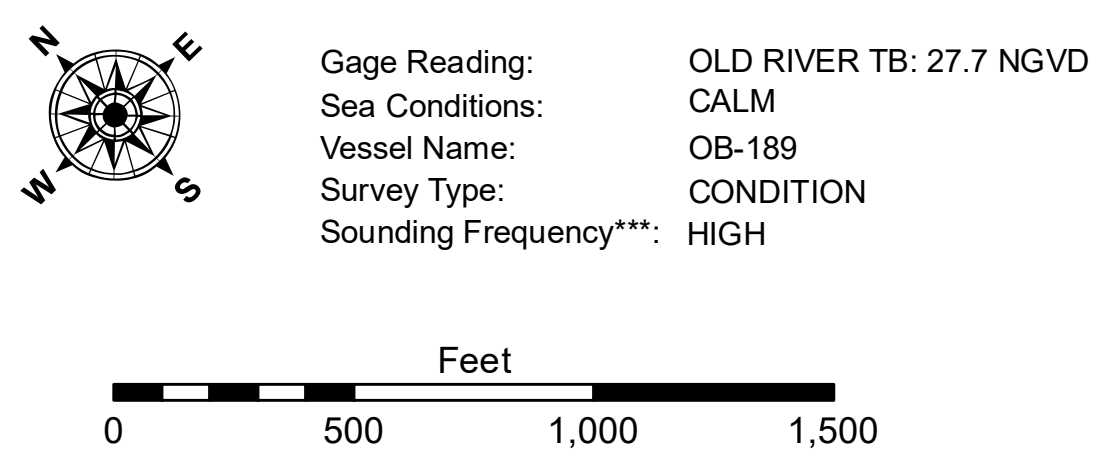 N E
W S
Gage Reading: OLD RIVER TB: 27.7 NGVD
Sea Conditions: CALM
Vessel Name: OB-189
Survey Type: CONDITION
Sounding Frequency***: HIGH
Feet
0 500 1,000 1,500